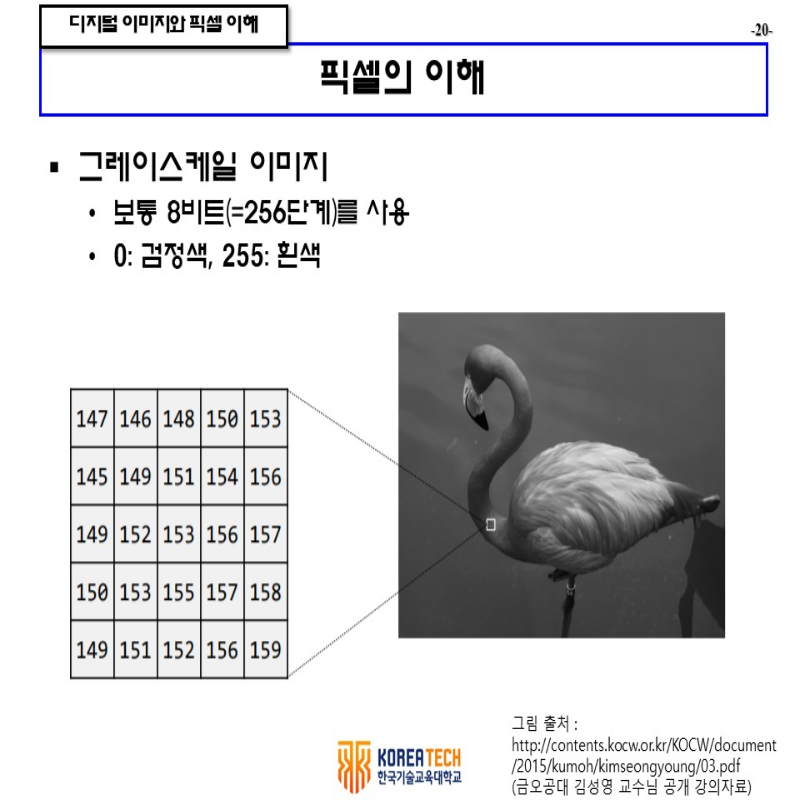 디지털 이미지와 픽셀 이해
-20-
픽셀의 이해
▪ 그레이스케일 이미지
• 보통 8비트(=256단계)를 사용
• 0: 검정색, 255: 흰색
147 146 148 150 153
145 149 151 154 156
149 152 153 156 157
150 153 155 157 158
149 151 152 156 159
그림 출처 :
http://contents.kocw.or.kr/KOCW/document
/2015/kumoh/kimseongyoung/03.pdf
(금오공대 김성영 교수님 공개 강의자료)
KOREATECH
한국기술교육대학교